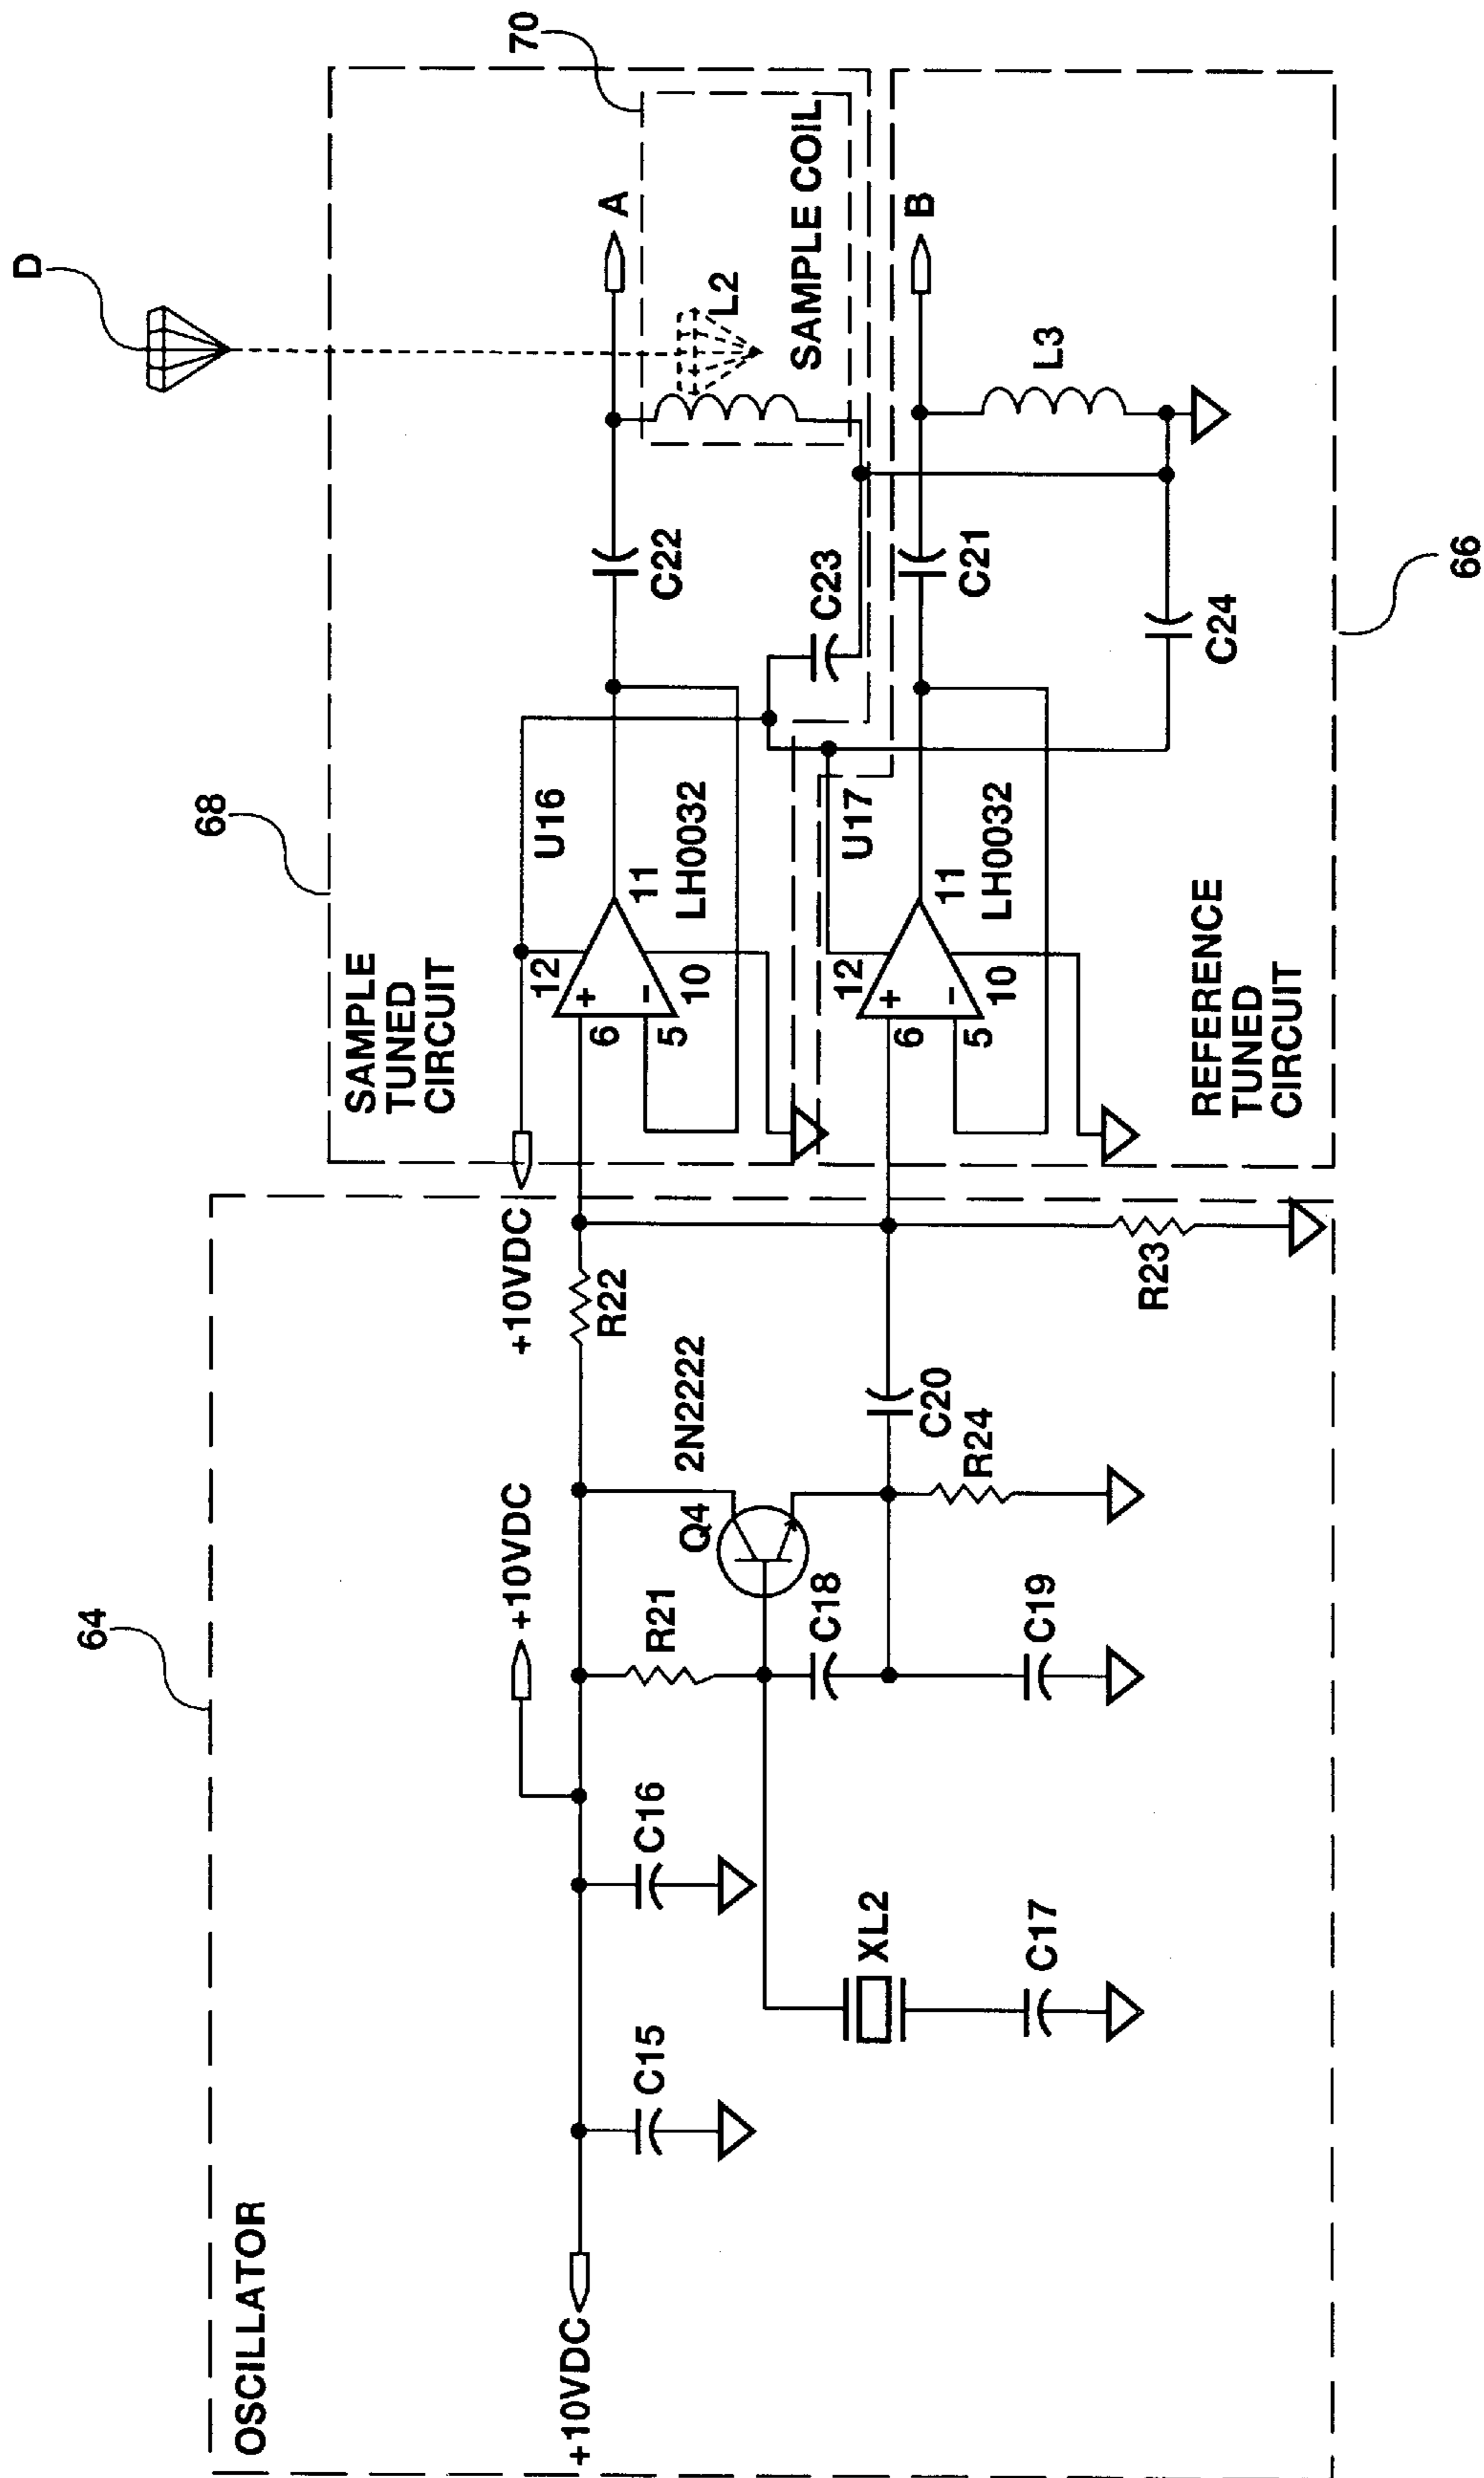 D
70
68
64
66
SAMPLE
TUNED
CIRCUIT
+10VDC
U16
12
6
+
5
-
10
11
LH0032
C22
A
L2
SAMPLE COIL
C23
U17
12
6
+
5
-
10
11
LH0032
C21
B
L3
C24
REFERENCE
TUNED
CIRCUIT
OSCILLATOR
+10VDC
C15
C16
+10VDC
R21
Q4
2N2222
R22
XL2
C17
C18
C19
C20
R24
R23